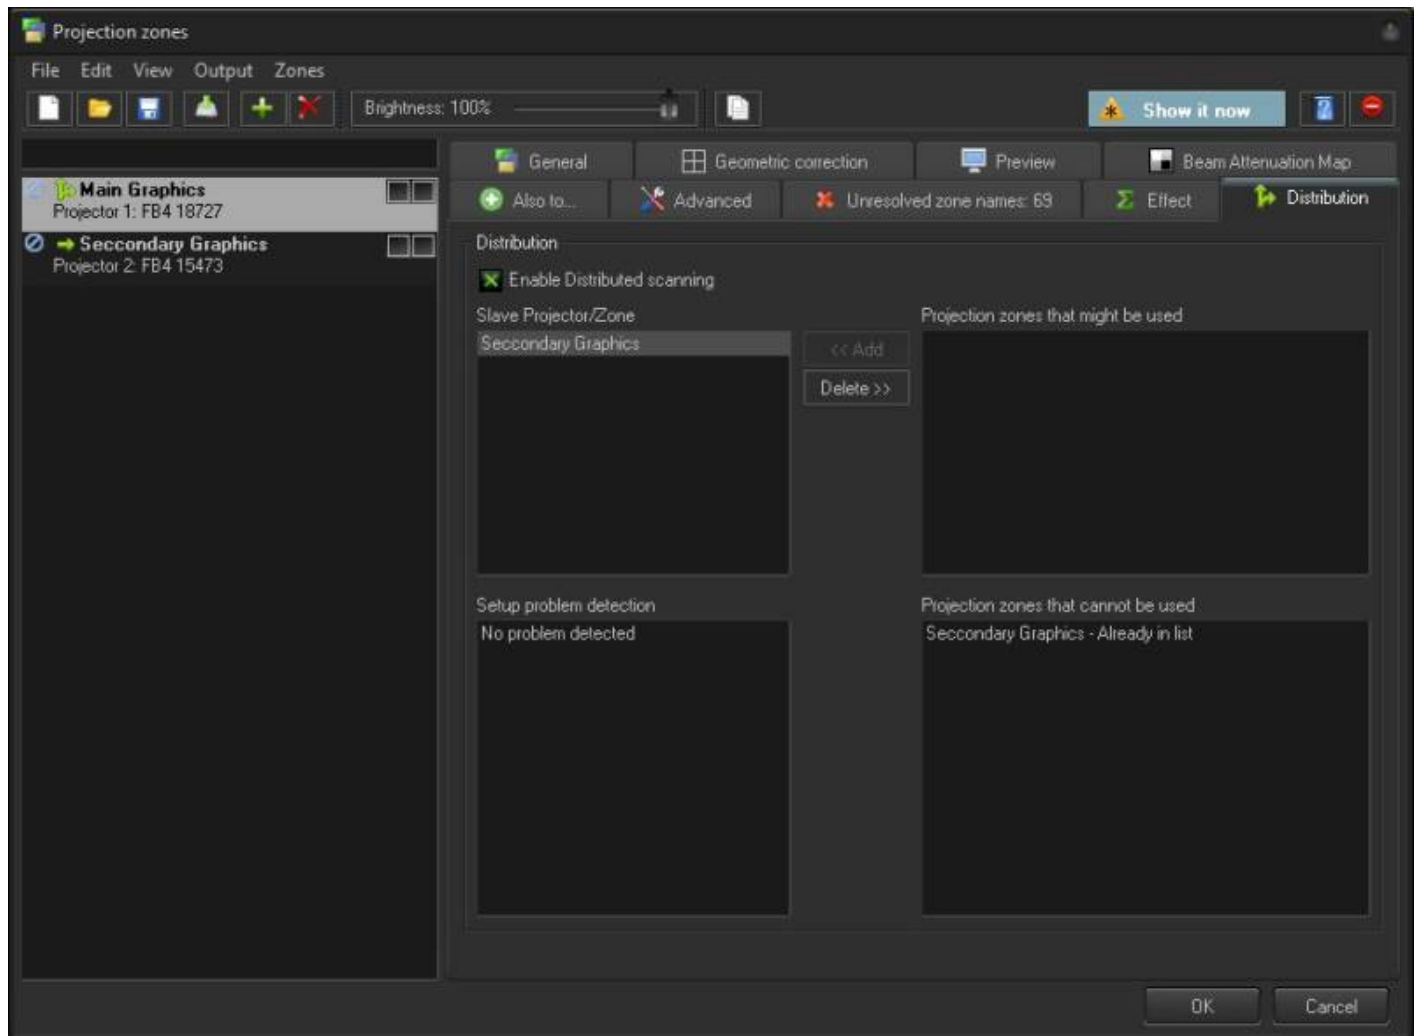 Projection zones
File Edit View Output Zones
Brightness: 100%
Show it now
Main Graphics
Projector 1: FB4 18727
Seccondary Graphics
Projector 2: FB4 15473
General Geometric correction Preview Beam Attenuation Map
Also to... Advanced Unresolved zone names: 69 Effect Distribution
Distribution
Enable Distributed scanning
Slave Projector/Zone
Seccondary Graphics
<< Add
Delete >>
Projection zones that might be used
Setup problem detection
No problem detected
Projection zones that cannot be used
Seccondary Graphics - Already in list
OK Cancel